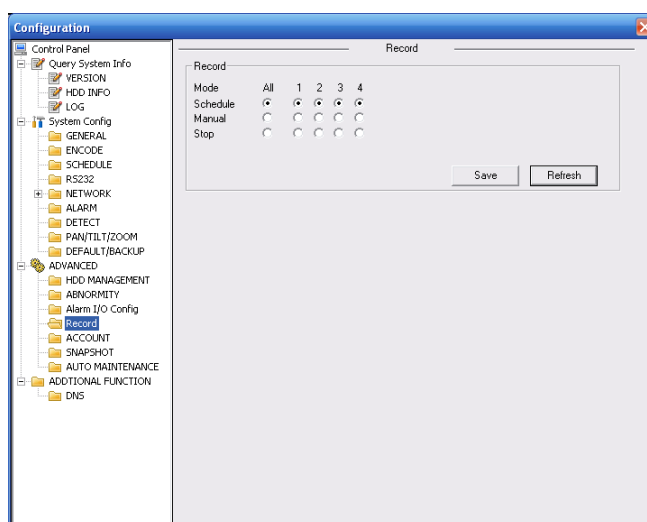 Configuration
Control Panel
Query System Info
VERSION
HDD INFO
LOG
System Config
GENERAL
ENCODE
SCHEDULE
RS232
NETWORK
ALARM
DETECT
PAN/TILT/ZOOM
DEFAULT/BACKUP
ADVANCED
HDD MANAGEMENT
ABNORMITY
Alarm I/O Config
Record
ACCOUNT
SNAPSHOT
AUTO MAINTENANCE
ADDTIONAL FUNCTION
DNS
Record
Record
Mode All 1 2 3 4
Schedule
Manual
Stop
Save Refresh